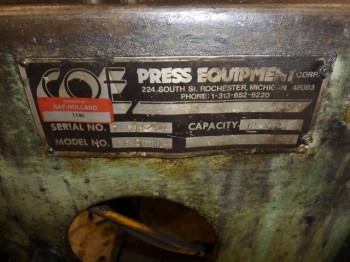 COE PRESS EQUIPMENT CORP.
224 SOUTH St. ROCHESTER, MICHIGAN 48063
PHONE: 1-313-652-6220
SAF-HOLLAND
SERIAL NO.
CAPACITY
MODEL NO.